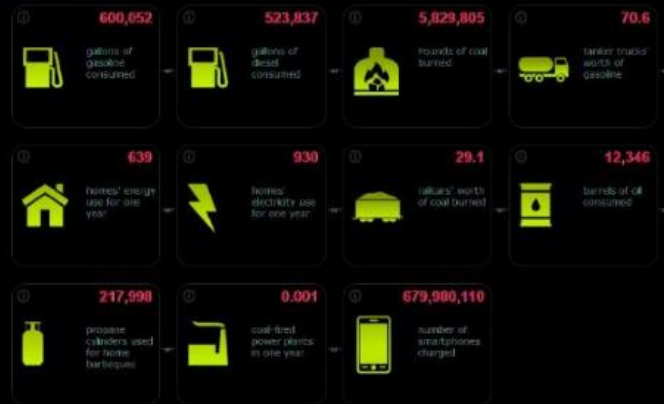 600,052
gallons of
gasoline
consumed
523,837
gallons of
diesel
consumed
5,829,805
pounds of coal
burned
70.6
tanker trucks'
worth of
gasoline
639
homes' energy
use for one
year
930
homes'
electricity use
for one year
29.1
railcars' worth
of coal burned
12,346
barrels of oil
consumed
217,998
propane
cylinders used
for home
barbeques
0.001
coal-fired
power plants
in one year
679,980,110
number of
smartphones
charged